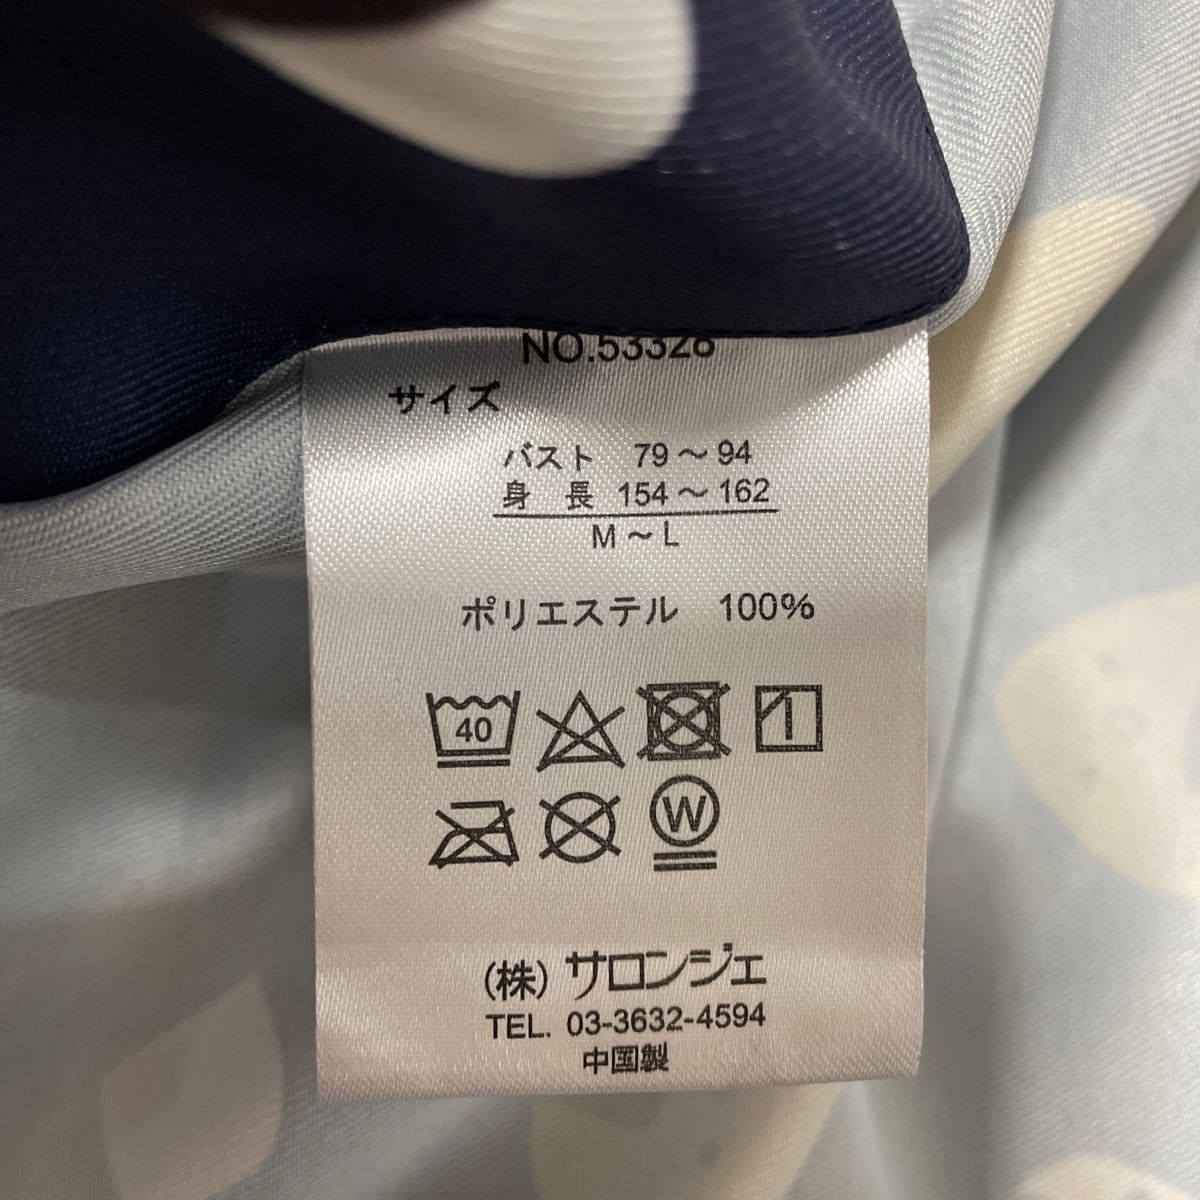 NO.53328
サイズ
バスト 79～94
身 長 154～162
M～L
ポリエステル 100%
40
W
(株) サロンジェ
TEL. 03-3632-4594
中国製